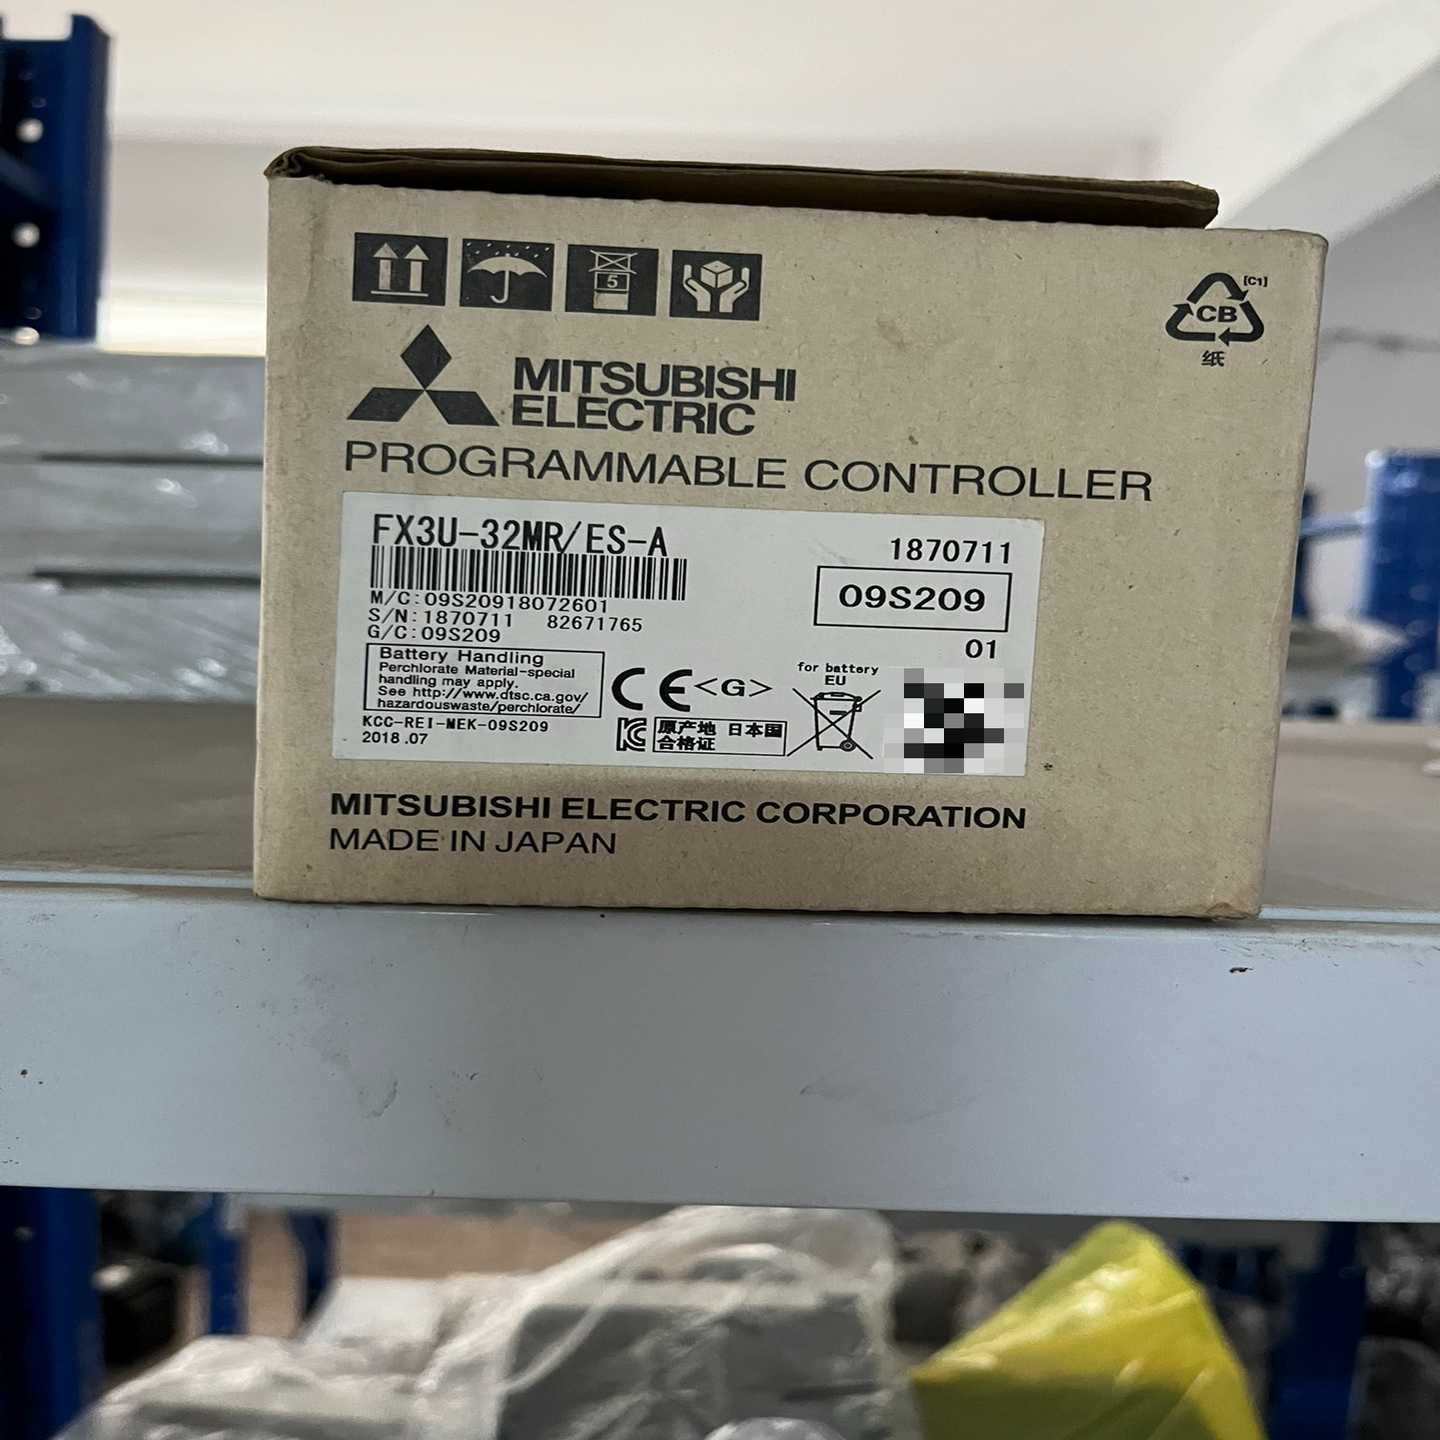 5
[C1]
CB
纸
MITSUBISHI
ELECTRIC
PROGRAMMABLE CONTROLLER
FX3U-32MR/ES-A
1870711
M/C:09S20918072601
S/N:1870711 82671765
G/C:09S209
09S209
01
Battery Handling
Perchlorate Material-special
handling may apply.
See http://www.dtsc.ca.gov/
hazardouswaste/perchlorate/
CE <G>
for battery
EU
KCC-REI-MEK-09S209
2018.07
原产地 日本国
合格证
MITSUBISHI ELECTRIC CORPORATION
MADE IN JAPAN